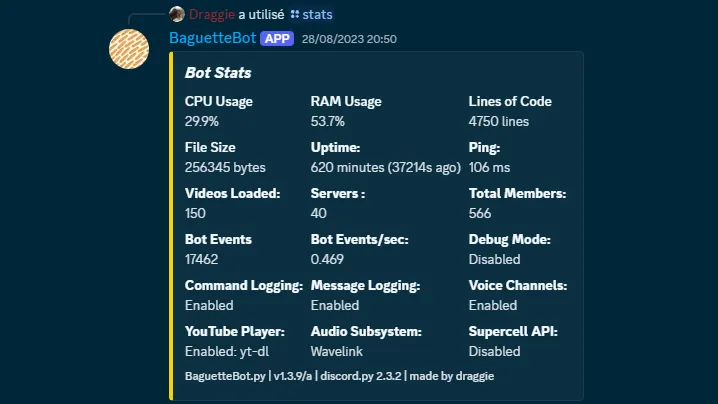 Draggie a utilisé stats
BaguetteBot APP 28/08/2023 20:50
Bot Stats
CPU Usage RAM Usage Lines of Code
29.9% 53.7% 4750 lines
File Size Uptime: Ping:
256345 bytes 620 minutes (37214s ago) 106 ms
Videos Loaded: Servers : Total Members:
150 40 566
Bot Events Bot Events/sec: Debug Mode:
17462 0.469 Disabled
Command Logging: Message Logging: Voice Channels:
Enabled Enabled Enabled
YouTube Player: Audio Subsystem: Supercell API:
Enabled: yt-dl Wavelink Disabled
BaguetteBot.py | v1.3.9/a | discord.py 2.3.2 | made by draggie